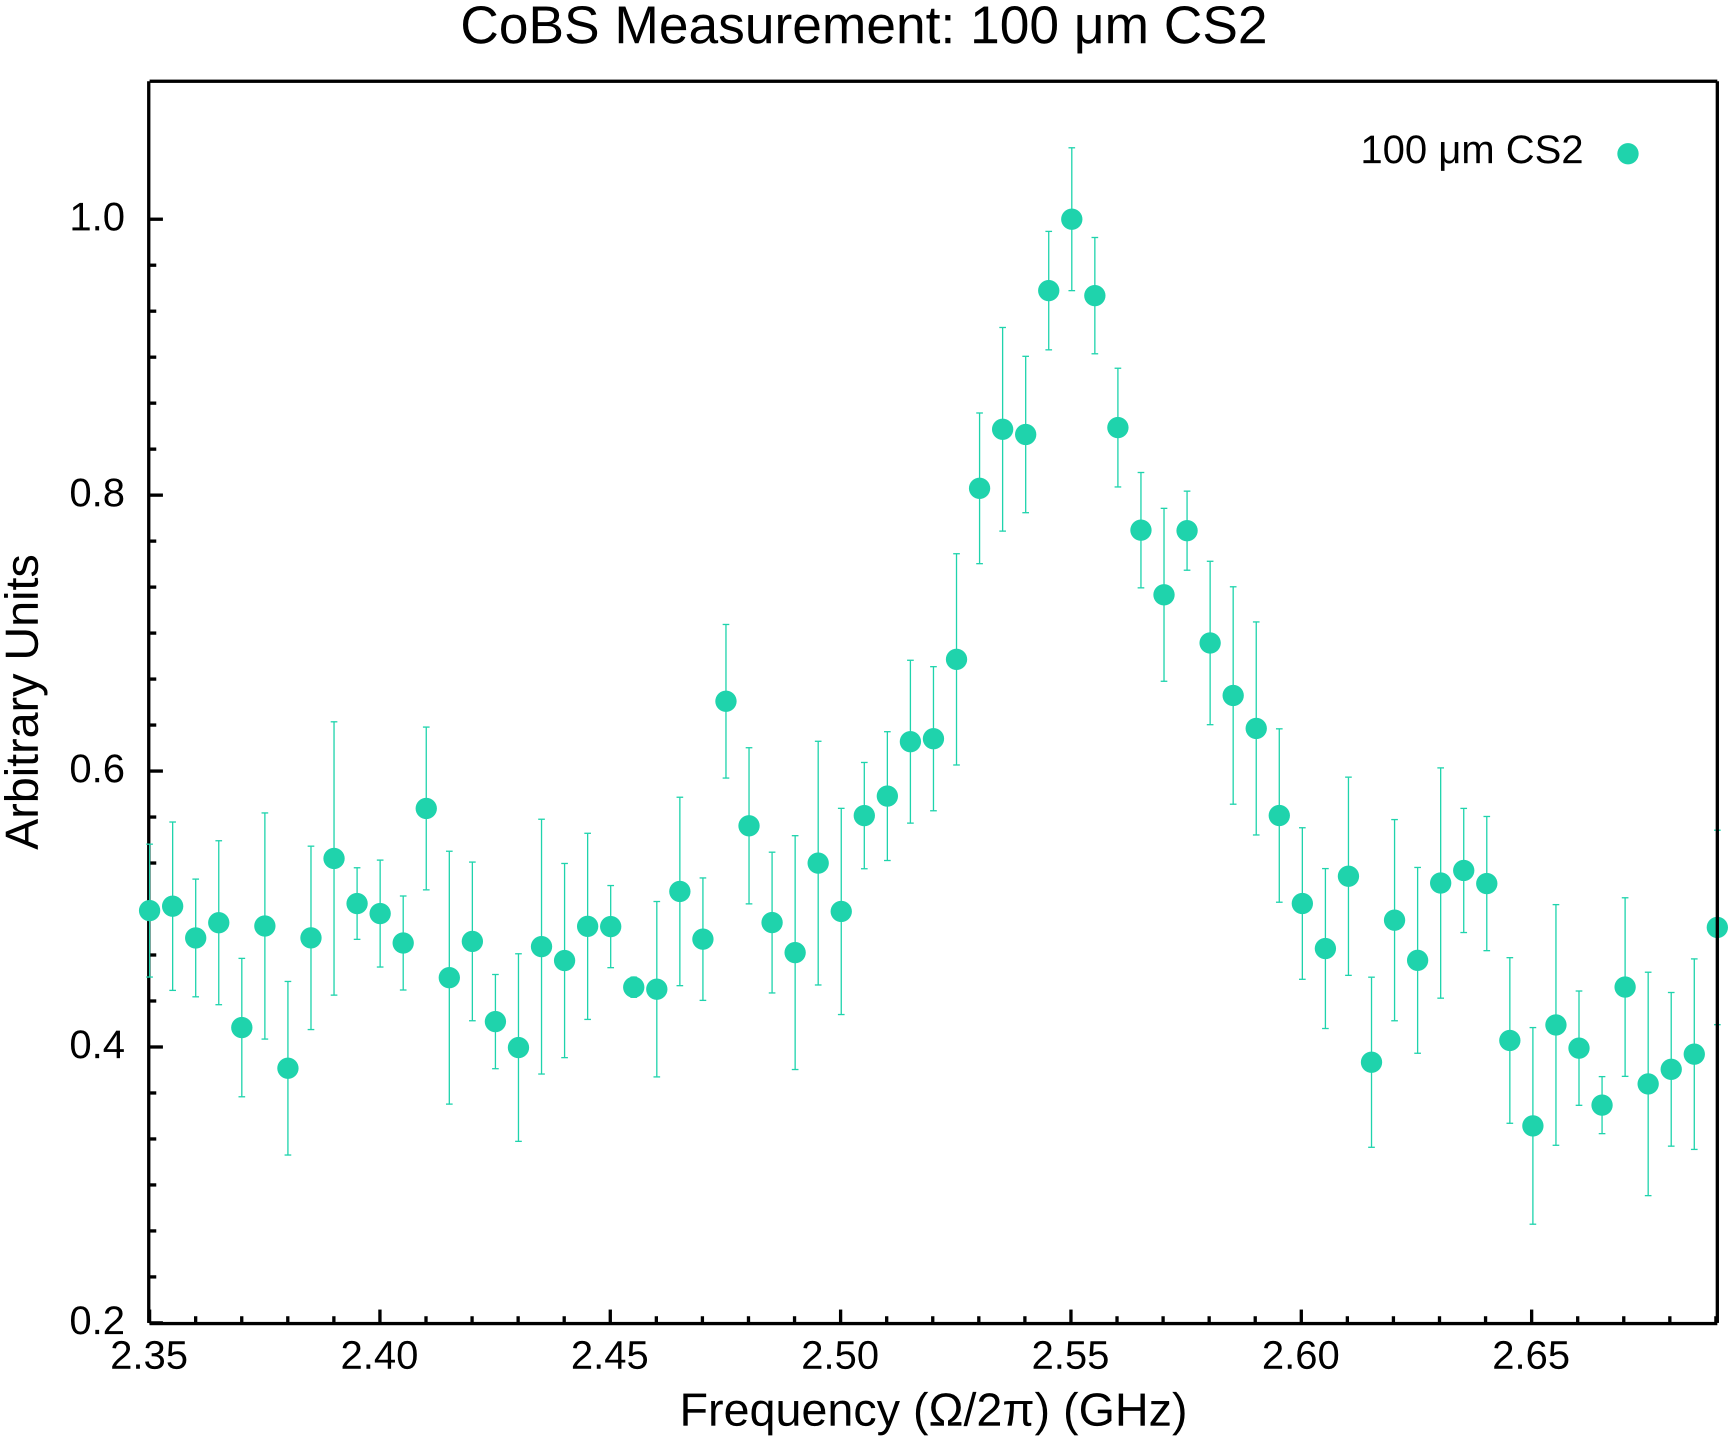 CoBS Measurement: 100 μm CS2
100 μm CS2
1.0
0.8
0.6
0.4
0.2
Arbitrary Units
2.35 2.40 2.45 2.50 2.55 2.60 2.65
Frequency (Ω/2π) (GHz)